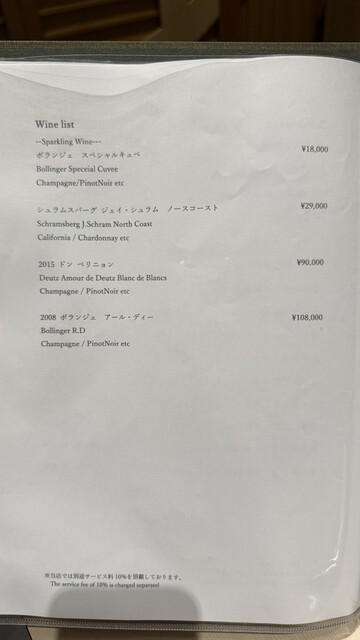 Wine list
--Sparkling Wine---
ボランジェ　スペシャルキュベ ¥18,000
Bollinger Speceial Cuvee
Champagne/PinotNoir etc
シュラムスバーグ ジェイ・シュラム　ノースコースト ¥29,000
Schramsberg J.Schram North Coast
California / Chardonnay etc
2015 ドン ペリニョン ¥90,000
Deutz Amour de Deutz Blanc de Blancs
Champagne / PinotNoir etc
2008 ボランジェ　アール・ディー ¥108,000
Bollinger R.D
Champagne / PinotNoir etc
※当店では別途サービス料 10%を頂戴しております。
The service fee of 10% is charged separatel